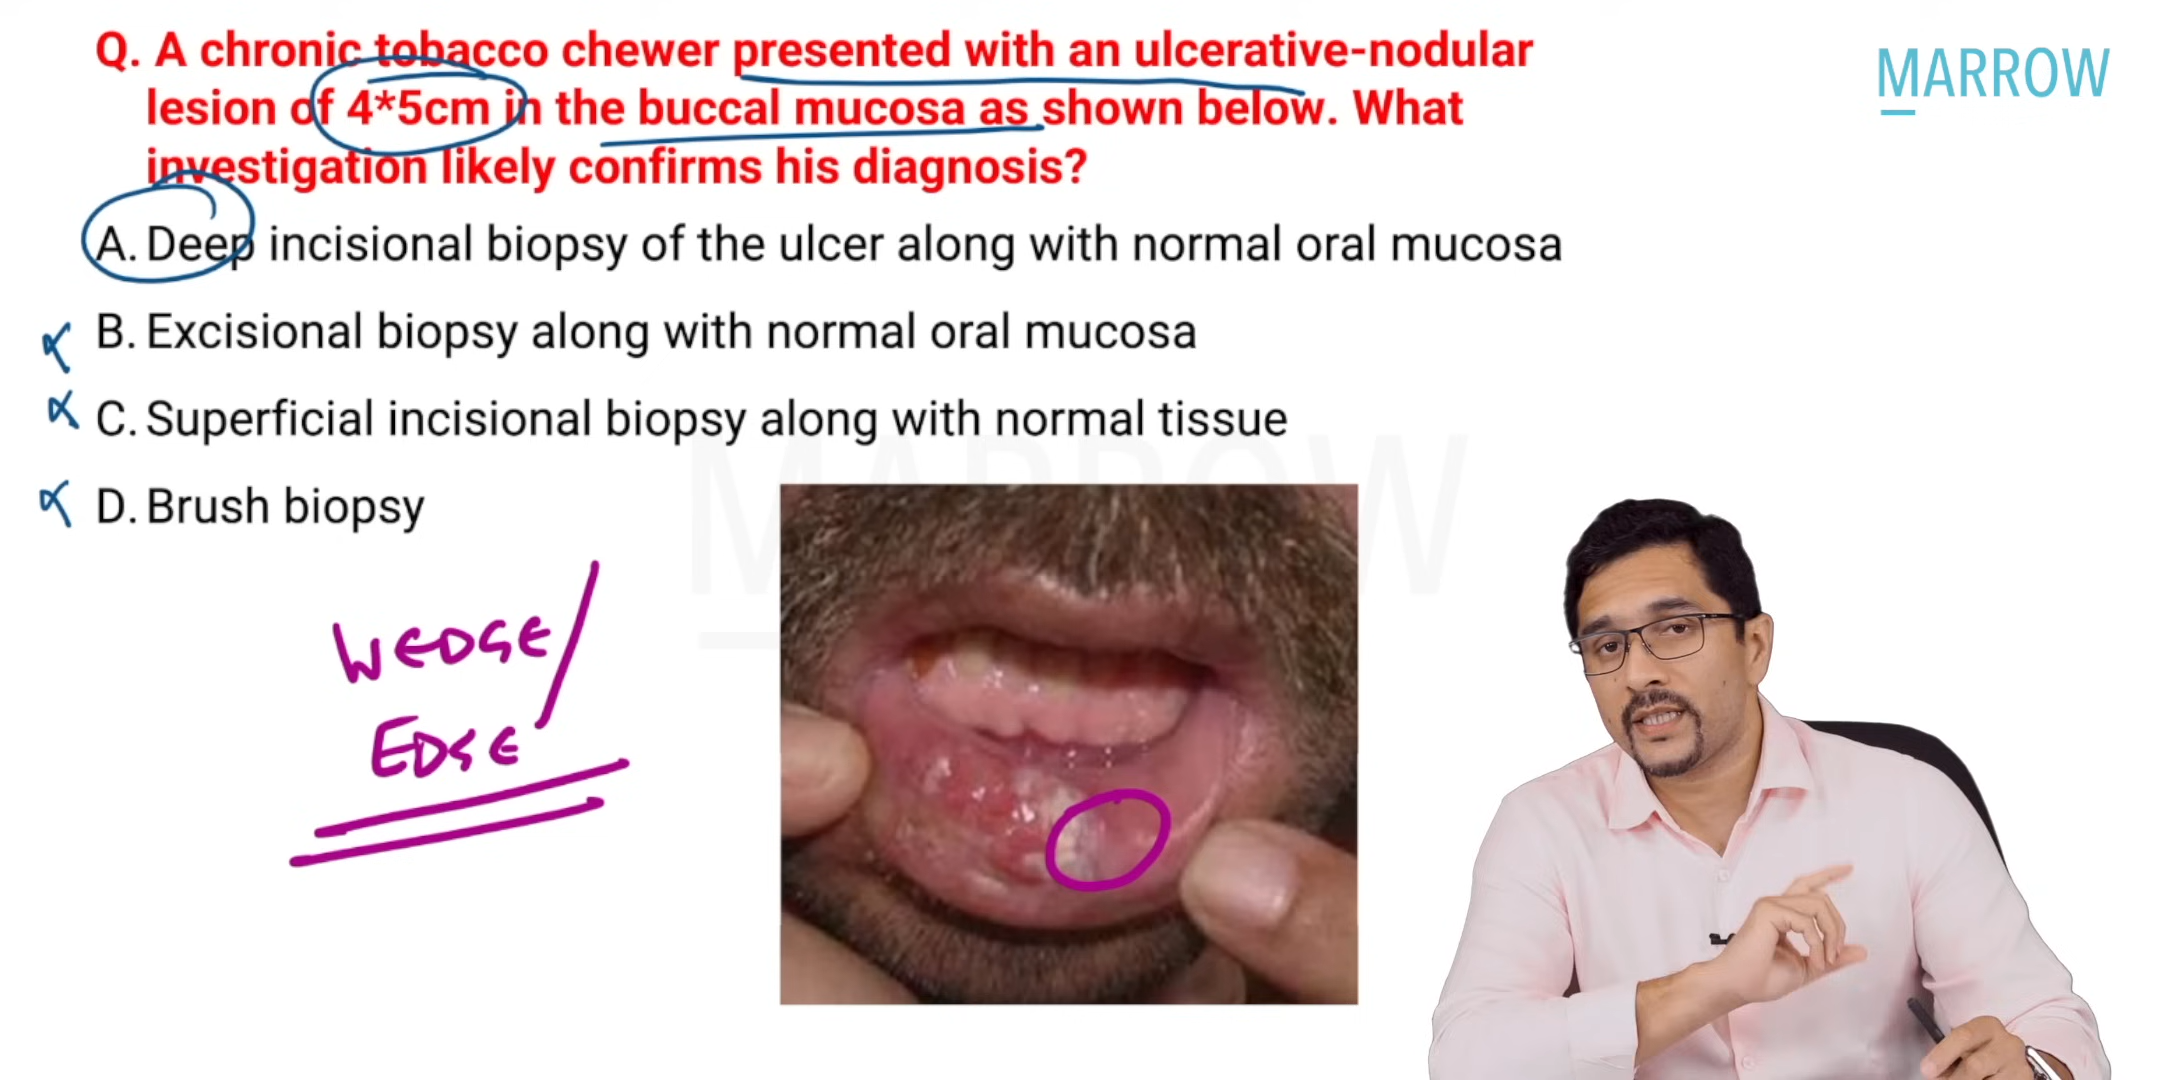 Q. A chronic tobacco chewer presented with an ulcerative-nodular
MARROW
lesion of 4*5cm in the buccal mucosa as shown below. What
investigation likely confirms his diagnosis?
A. Deep incisional biopsy of the ulcer along with normal oral mucosa
B. Excisional biopsy along with normal oral mucosa
C. Superficial incisional biopsy along with normal tissue
D. Brush biopsy
MARROW
WEDGE/
EDGE